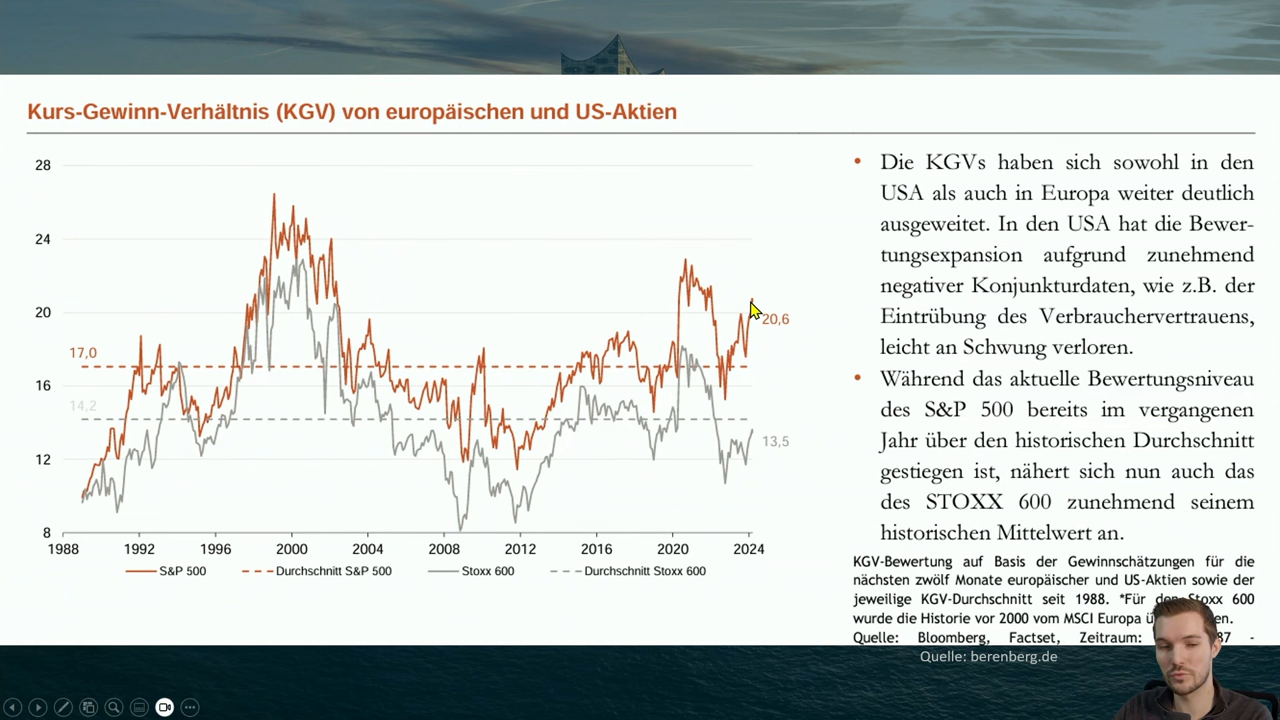 Kurs-Gewinn-Verhältnis (KGV) von europäischen und US-Aktien
28
24
20
16
12
8
17,0
14,2
20,6
13,5
1988 1992 1996 2000 2004 2008 2012 2016 2020 2024
S&P 500 Durchschnitt S&P 500 Stoxx 600 Durchschnitt Stoxx 600
• Die KGVs haben sich sowohl in den
USA als auch in Europa weiter deutlich
ausgeweitet. In den USA hat die Bewer-
tungsexpansion aufgrund zunehmend
negativer Konjunkturdaten, wie z.B. der
Eintrübung des Verbrauchervertrauens,
leicht an Schwung verloren.
• Während das aktuelle Bewertungsniveau
des S&P 500 bereits im vergangenen
Jahr über den historischen Durchschnitt
gestiegen ist, nähert sich nun auch das
des STOXX 600 zunehmend seinem
historischen Mittelwert an.
KGV-Bewertung auf Basis der Gewinnschätzungen für die
nächsten zwölf Monate europäischer und US-Aktien sowie der
jeweilige KGV-Durchschnitt seit 1988. *Für den Stoxx 600
wurde die Historie vor 2000 vom MSCI Europa
Quelle: Bloomberg, Factset, Zeitraum: 87 -
Quelle: berenberg.de